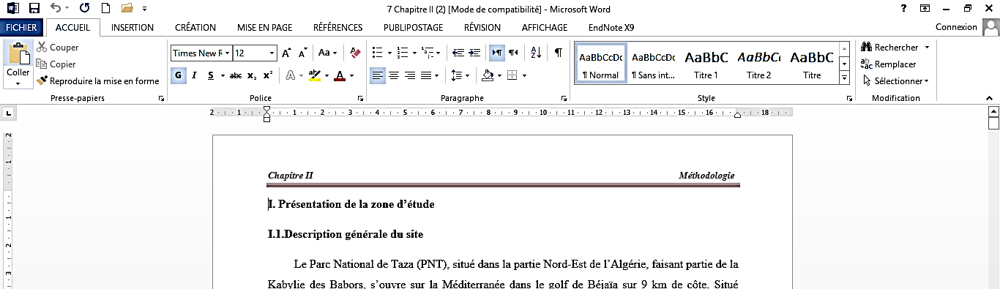 7 Chapitre II (2) [Mode de compatibilité] - Microsoft Word
FICHIER ACCUEIL INSERTION CRÉATION MISE EN PAGE RÉFÉRENCES PUBLIPOSTAGE RÉVISION AFFICHAGE EndNote X9 Connexion
Coller
Couper
Copier
Reproduire la mise en forme
Presse-papiers
Times New R 12
Aa
G I S abc x₂ x²
A A
Police
Paragraphe
AaBbCcDc AaBbCcDc AaBbC AaBbCc AaBbC
¶ Normal ¶ Sans int... Titre 1 Titre 2 Titre
Style
Rechercher
Remplacer
Sélectionner
Modification
2 1 1 2 3 4 5 6 7 8 9 10 11 12 13 14 15 16 18
2
1
1
2
3
Chapitre II Méthodologie
I. Présentation de la zone d’étude
I.1.Description générale du site
Le Parc National de Taza (PNT), situé dans la partie Nord-Est de l’Algérie, faisant partie de la
Kabylie des Babors, s’ouvre sur la Méditerranée dans le golf de Béjaïa sur 9 km de côte. Situé